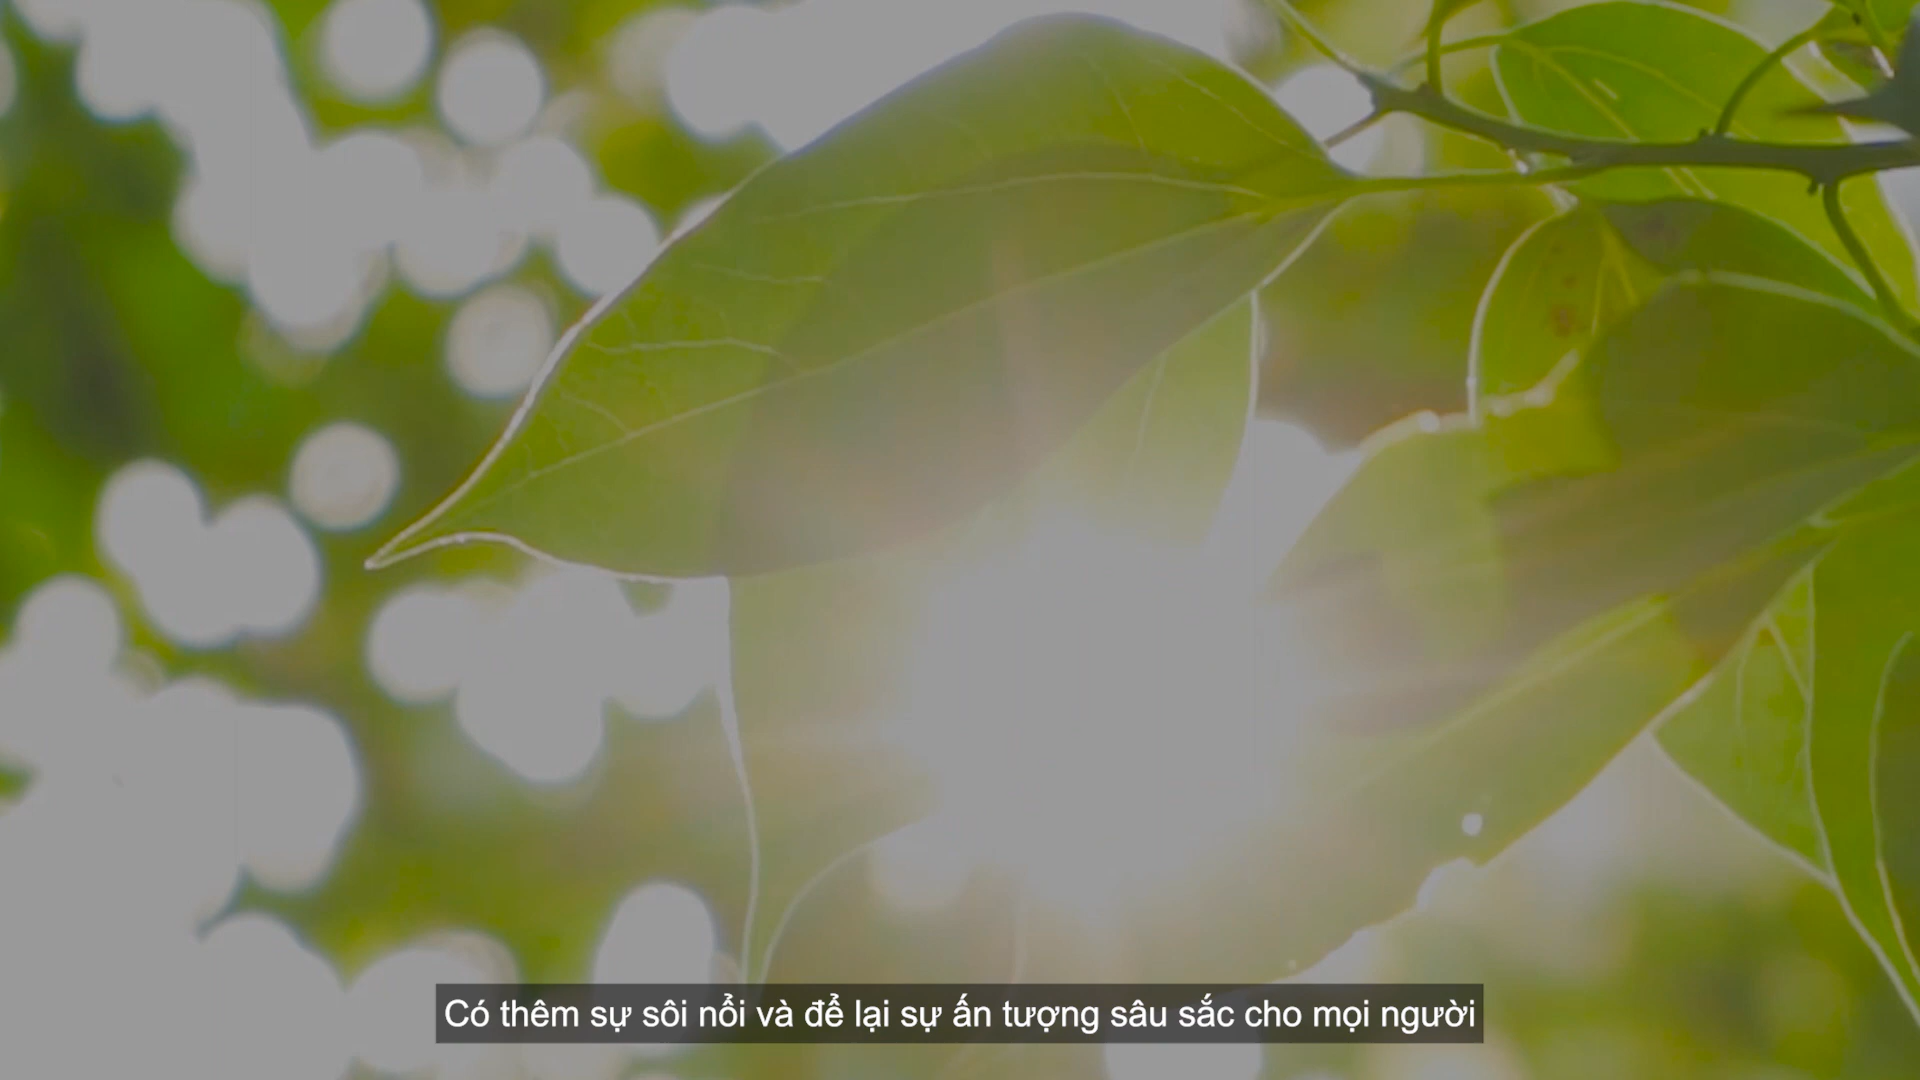 Có thêm sự sôi nổi và để lại sự ấn tượng sâu sắc cho mọi người